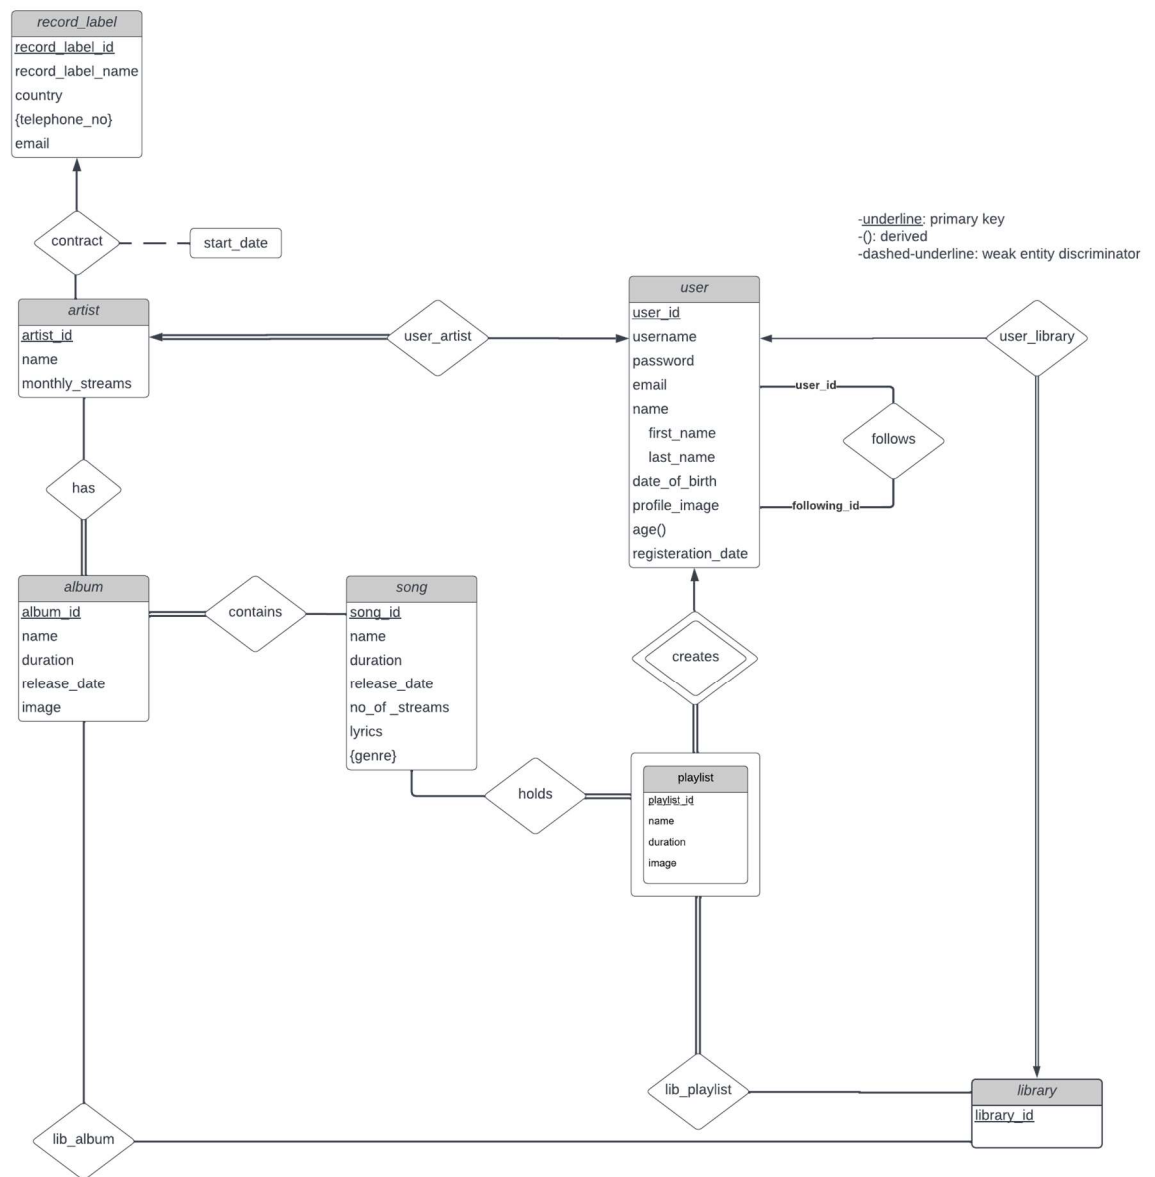 record_label
record_label_id
record_label_name
country
{telephone_no}
email
contract
start_date
-underline: primary key
-(): derived
-dashed-underline: weak entity discriminator
artist
artist_id
name
monthly_streams
user_artist
user
user_id
username
password
email
name
first_name
last_name
date_of_birth
profile_image
age()
registeration_date
user_library
user_id
follows
following_id
has
album
album_id
name
duration
release_date
image
contains
song
song_id
name
duration
release_date
no_of _streams
lyrics
{genre}
creates
holds
playlist
playlist_id
name
duration
image
lib_playlist
library
library_id
lib_album